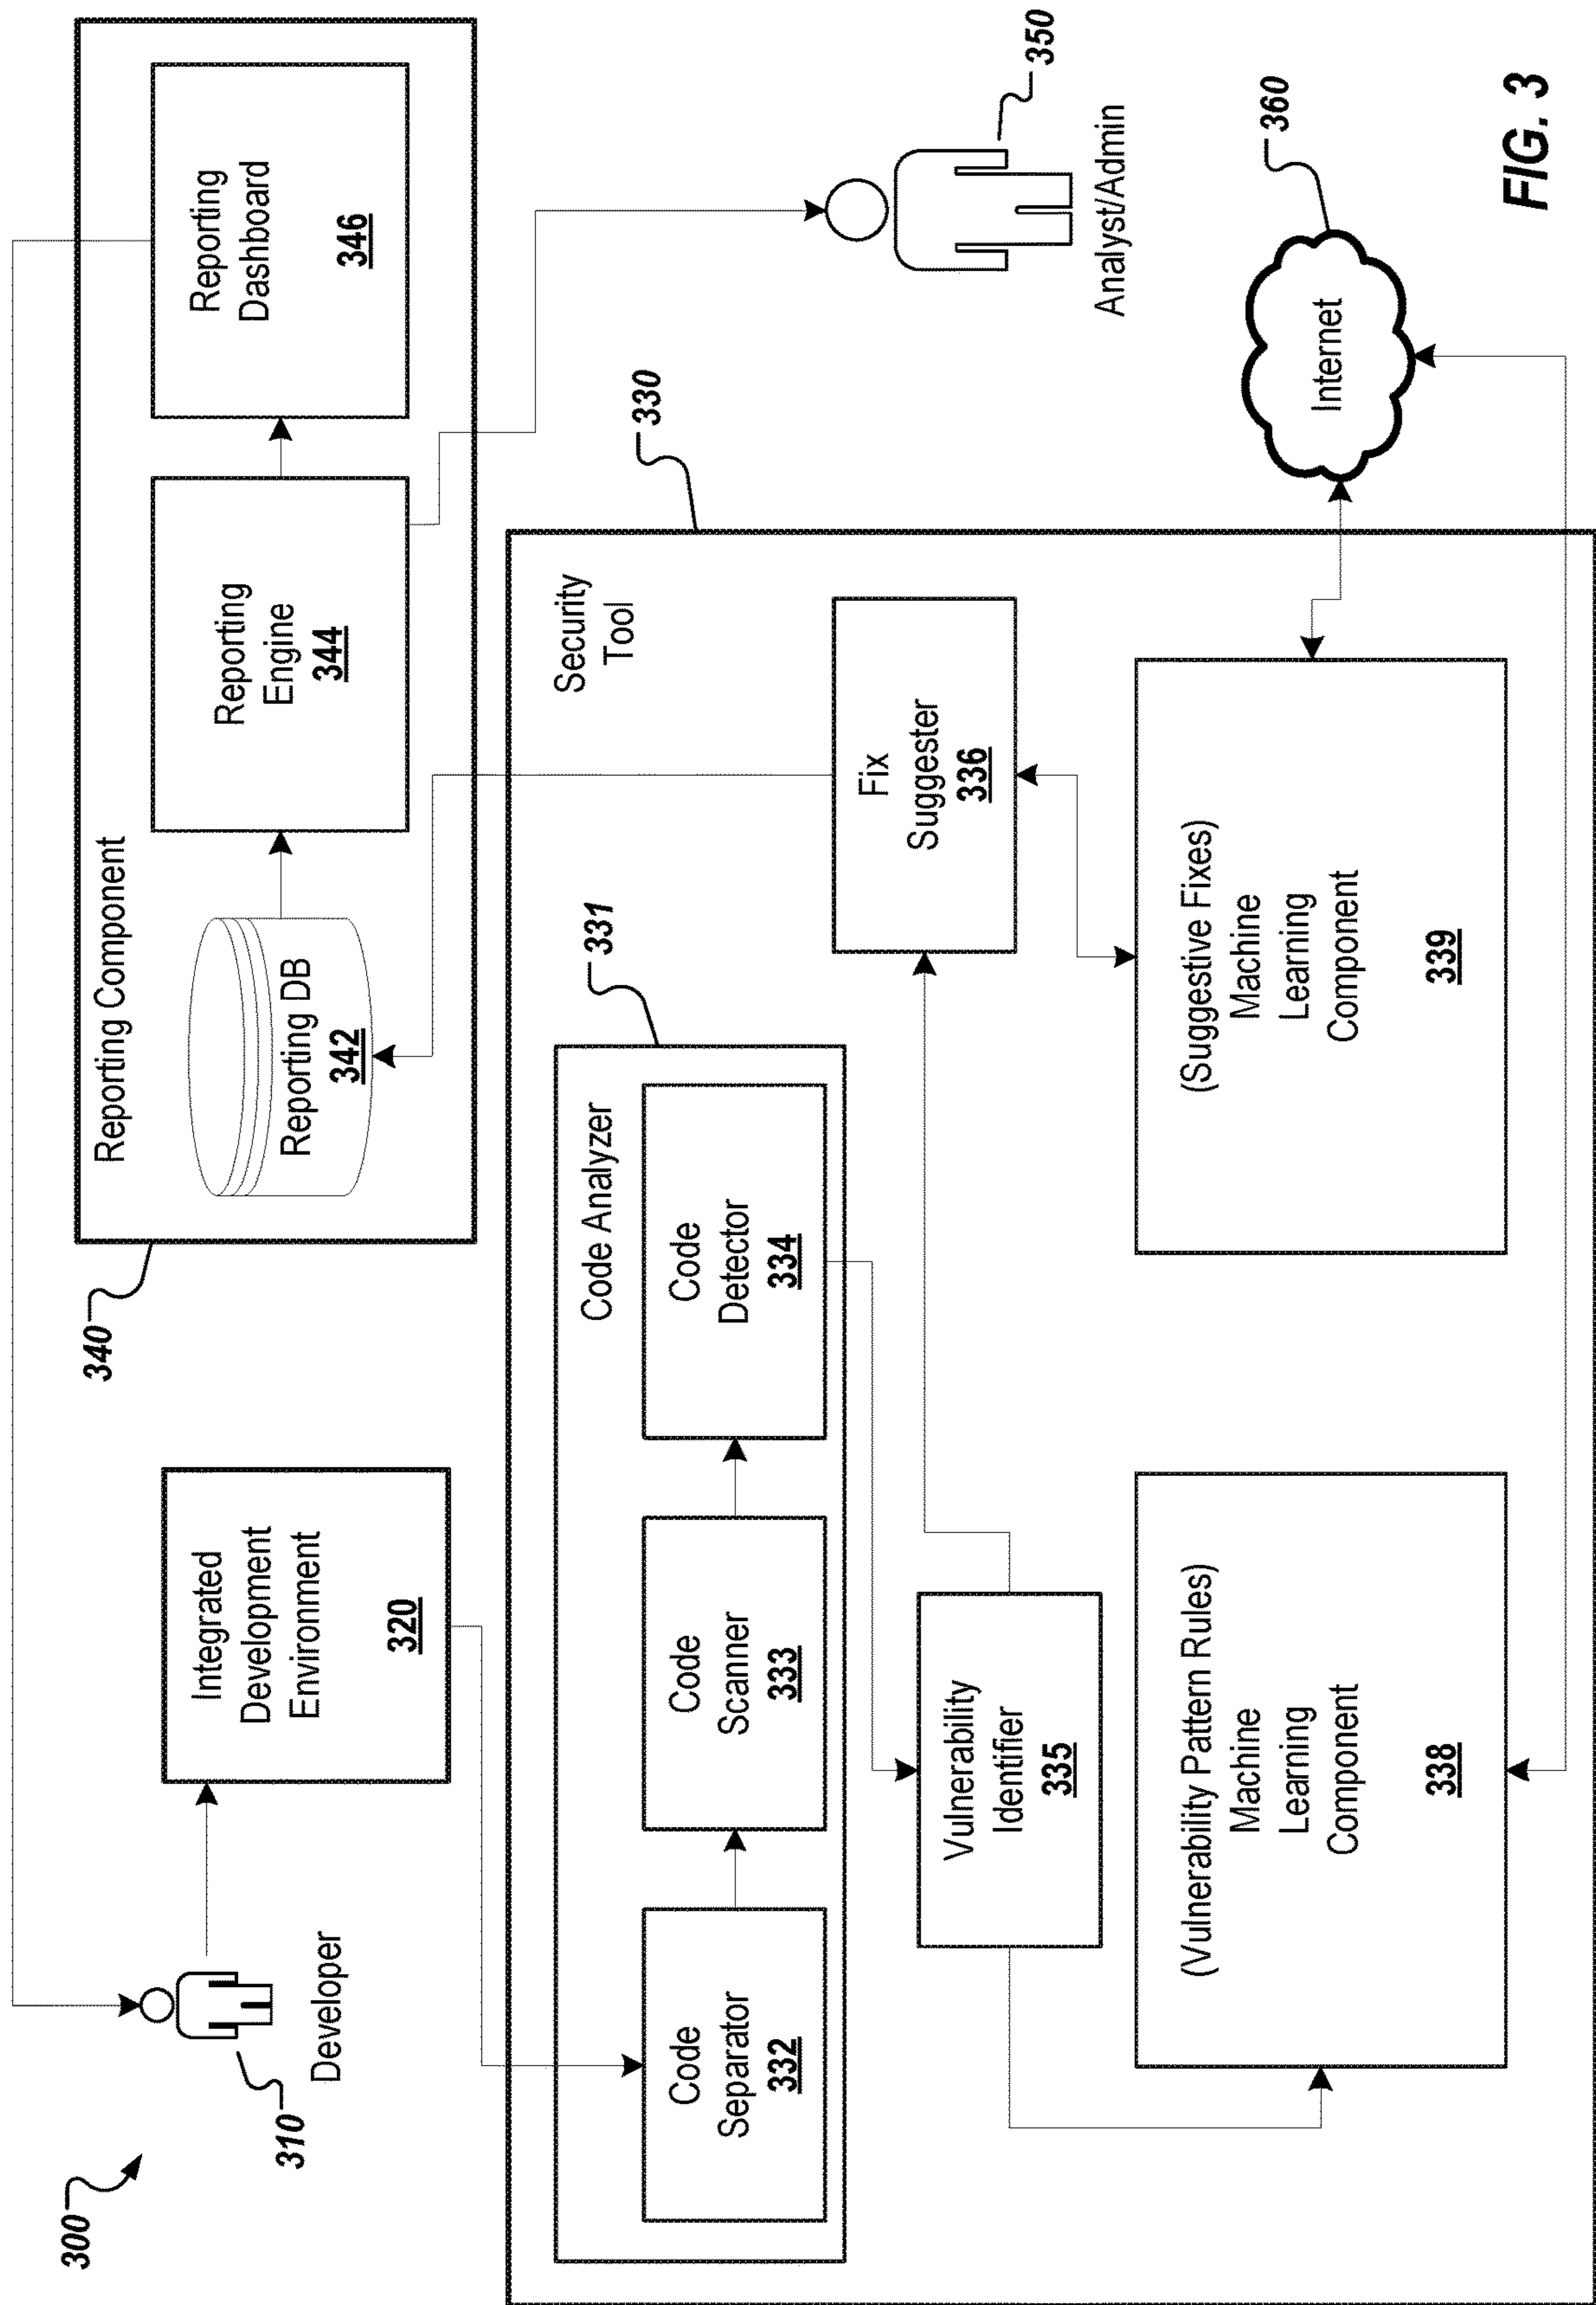 300
310
Developer
Integrated
Development
Environment
320
340
Reporting Component
Reporting DB
342
Reporting
Engine
344
Reporting
Dashboard
346
350
Analyst/Admin
330
Security
Tool
331
Code Analyzer
Code
Separator
332
Code
Scanner
333
Code
Detector
334
Vulnerability
Identifier
335
Fix
Suggester
336
(Vulnerability Pattern Rules)
Machine
Learning
Component
338
(Suggestive Fixes)
Machine
Learning
Component
339
360
Internet
FIG. 3